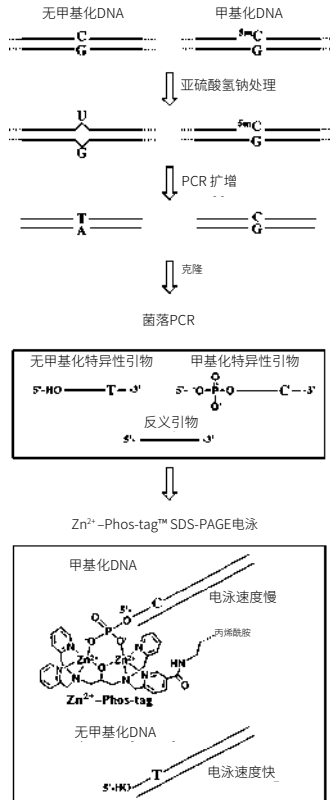 无甲基化DNA 甲基化DNA
C ⁵ᵐC
G G
亚硫酸氢钠处理
U ⁵ᵐC
G G
PCR 扩增
T C
A G
克隆
菌落PCR
无甲基化特异性引物 甲基化特异性引物
5'-HO T -3' 5'- ⁻O-P-O C -3'
O
O⁻
反义引物
5'- -3'
Zn²⁺–Phos-tag™ SDS-PAGE电泳
甲基化DNA
5'- C
电泳速度慢
O P O
⁻O O⁻
丙烯酰胺
Zn²⁺ Zn²⁺
HN
N N O N N O
Zn²⁺–Phos-tag
无甲基化DNA
T
5'-HO
电泳速度快